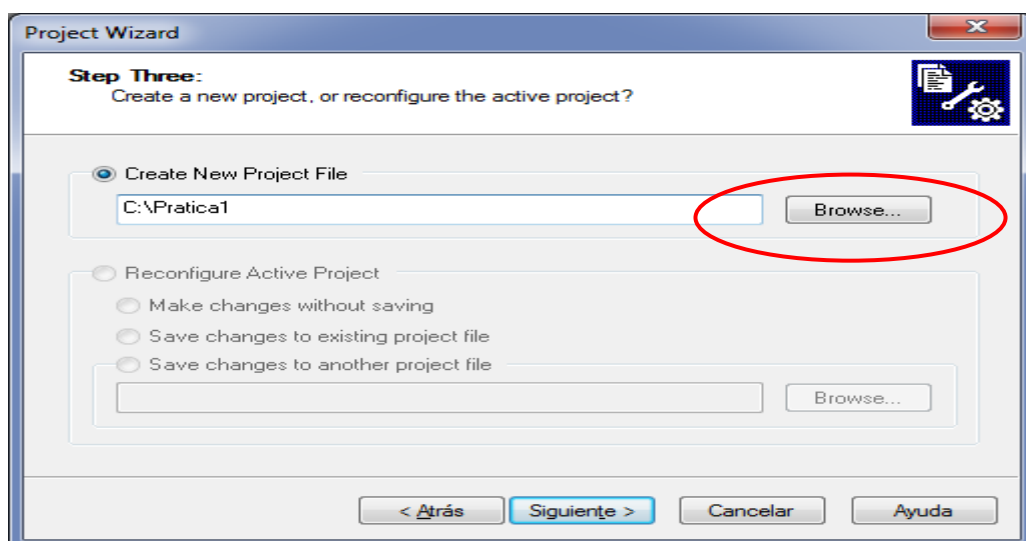 Project Wizard
Step Three:
Create a new project, or reconfigure the active project?
Create New Project File
C:\Pratica1
Browse...
Reconfigure Active Project
Make changes without saving
Save changes to existing project file
Save changes to another project file
Browse...
< Atrás Siguiente > Cancelar Ayuda